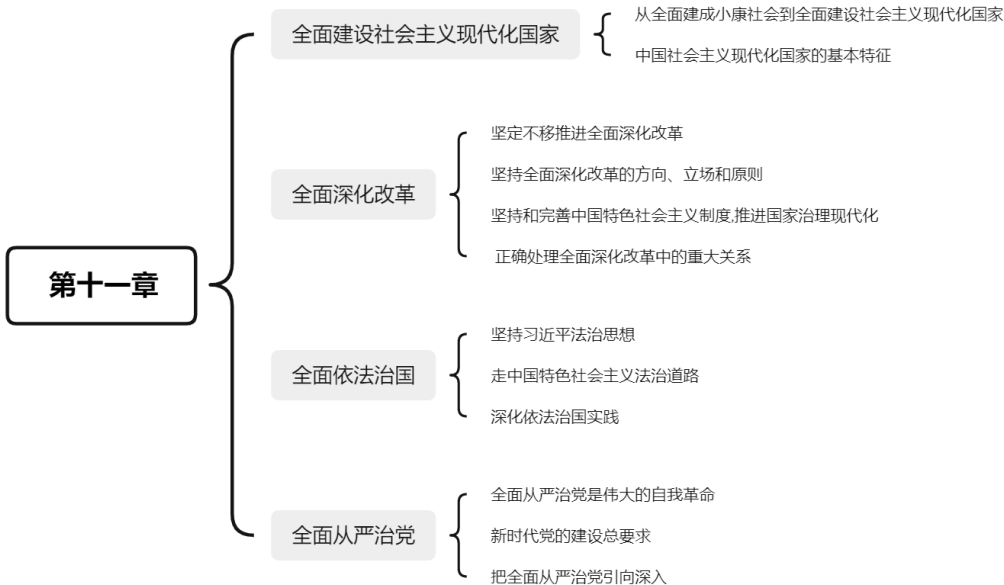 第十一章
全面建设社会主义现代化国家
从全面建成小康社会到全面建设社会主义现代化国家
中国社会主义现代化国家的基本特征
全面深化改革
坚定不移推进全面深化改革
坚持全面深化改革的方向、立场和原则
坚持和完善中国特色社会主义制度,推进国家治理现代化
正确处理全面深化改革中的重大关系
全面依法治国
坚持习近平法治思想
走中国特色社会主义法治道路
深化依法治国实践
全面从严治党
全面从严治党是伟大的自我革命
新时代党的建设总要求
把全面从严治党引向深入